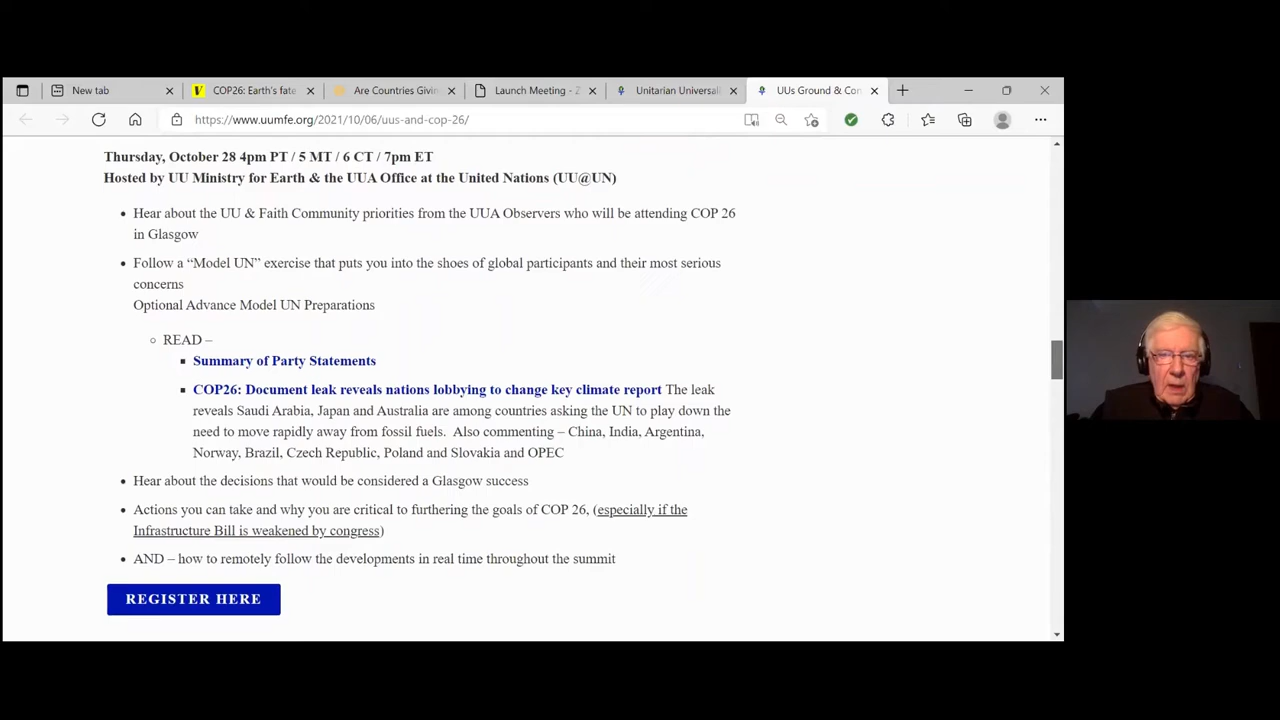 New tab
COP26: Earth's fate
Are Countries Givin
Launch Meeting - Z
Unitarian Universali
UUs Ground & Con
https://www.uumfe.org/2021/10/06/uus-and-cop-26/
Thursday, October 28 4pm PT / 5 MT / 6 CT / 7pm ET
Hosted by UU Ministry for Earth & the UUA Office at the United Nations (UU@UN)
Hear about the UU & Faith Community priorities from the UUA Observers who will be attending COP 26
in Glasgow
Follow a “Model UN” exercise that puts you into the shoes of global participants and their most serious
concerns
Optional Advance Model UN Preparations
READ –
Summary of Party Statements
COP26: Document leak reveals nations lobbying to change key climate report The leak
reveals Saudi Arabia, Japan and Australia are among countries asking the UN to play down the
need to move rapidly away from fossil fuels.  Also commenting – China, India, Argentina,
Norway, Brazil, Czech Republic, Poland and Slovakia and OPEC
Hear about the decisions that would be considered a Glasgow success
Actions you can take and why you are critical to furthering the goals of COP 26, (especially if the
Infrastructure Bill is weakened by congress)
AND – how to remotely follow the developments in real time throughout the summit
REGISTER HERE